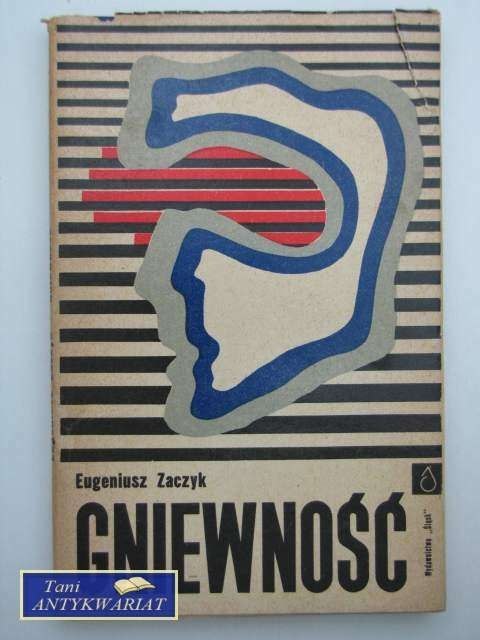 Eugeniusz Zaczyk
GNIEWNOŚĆ
Wydawnictwo „Śląsk"
Tani
ANTYKWARIAT